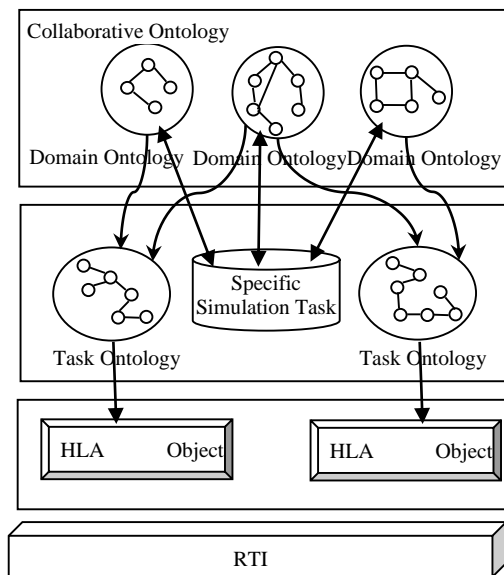 Collaborative Ontology
Domain Ontology
Domain Ontology
Domain Ontology
Specific
Simulation Task
Task Ontology
Task Ontology
HLA Object
HLA Object
RTI